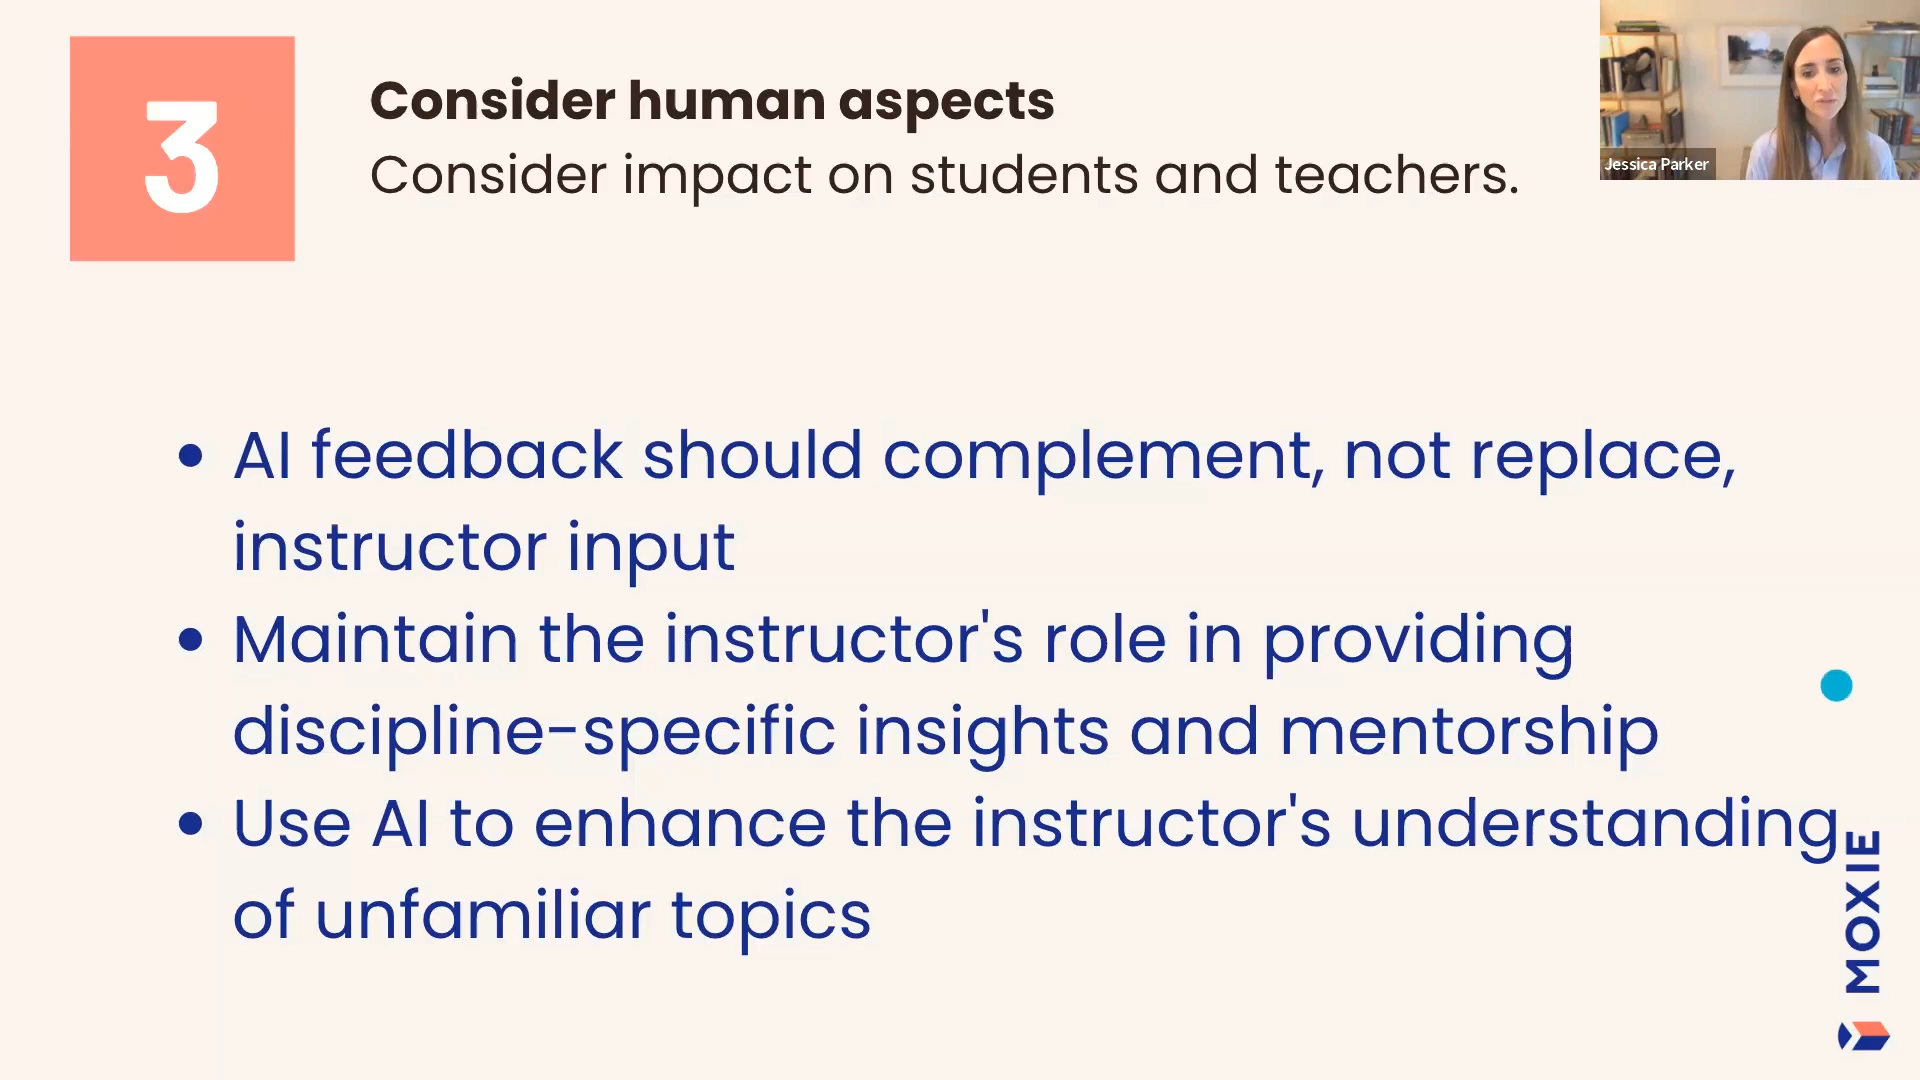 3
Consider human aspects
Consider impact on students and teachers.
Jessica Parker
• AI feedback should complement, not replace,
instructor input
• Maintain the instructor's role in providing
discipline-specific insights and mentorship
• Use AI to enhance the instructor's understanding
of unfamiliar topics
MOXIE